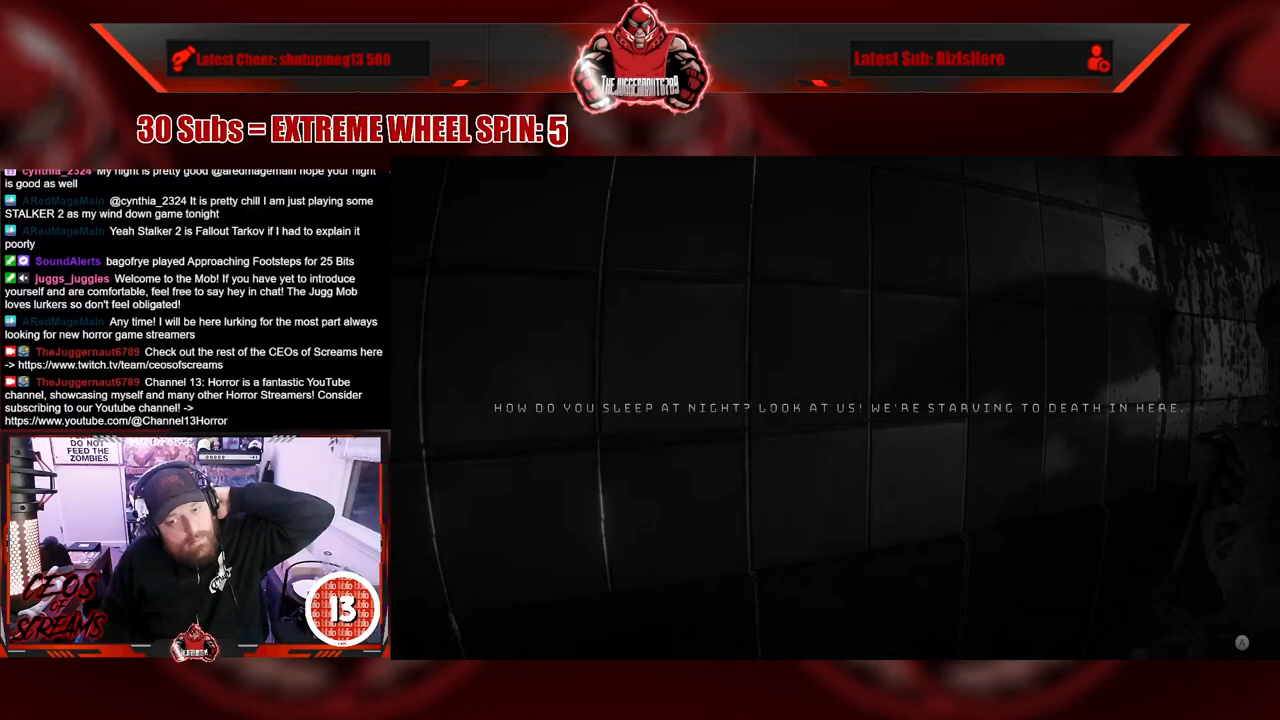 Latest Cheer: shutupmeg13 500
THEJUGGERNAUT6789
Latest Sub: RizIsHere
30 Subs = EXTREME WHEEL SPIN: 5
cynthia_2324 My night is pretty good @aredmagemain hope your night
is good as well
ARedMageMain @cynthia_2324 It is pretty chill I am just playing some
STALKER 2 as my wind down game tonight
ARedMageMain Yeah Stalker 2 is Fallout Tarkov if I had to explain it
poorly
SoundAlerts bagofrye played Approaching Footsteps for 25 Bits
juggs_juggies Welcome to the Mob! If you have yet to introduce
yourself and are comfortable, feel free to say hey in chat! The Jugg Mob
loves lurkers so don't feel obligated!
ARedMageMain Any time! I will be here lurking for the most part always
looking for new horror game streamers
TheJuggernaut6789 Check out the rest of the CEOs of Screams here
-> https://www.twitch.tv/team/ceosofscreams
TheJuggernaut6789 Channel 13: Horror is a fantastic YouTube
channel, showcasing myself and many other Horror Streamers! Consider
subscribing to our Youtube channel! ->
https://www.youtube.com/@Channel13Horror
HOW DO YOU SLEEP AT NIGHT? LOOK AT US! WE'RE STARVING TO DEATH IN HERE.
DO NOT
FEED THE
ZOMBIES
CEOS
OF
SCREAMS
13
A